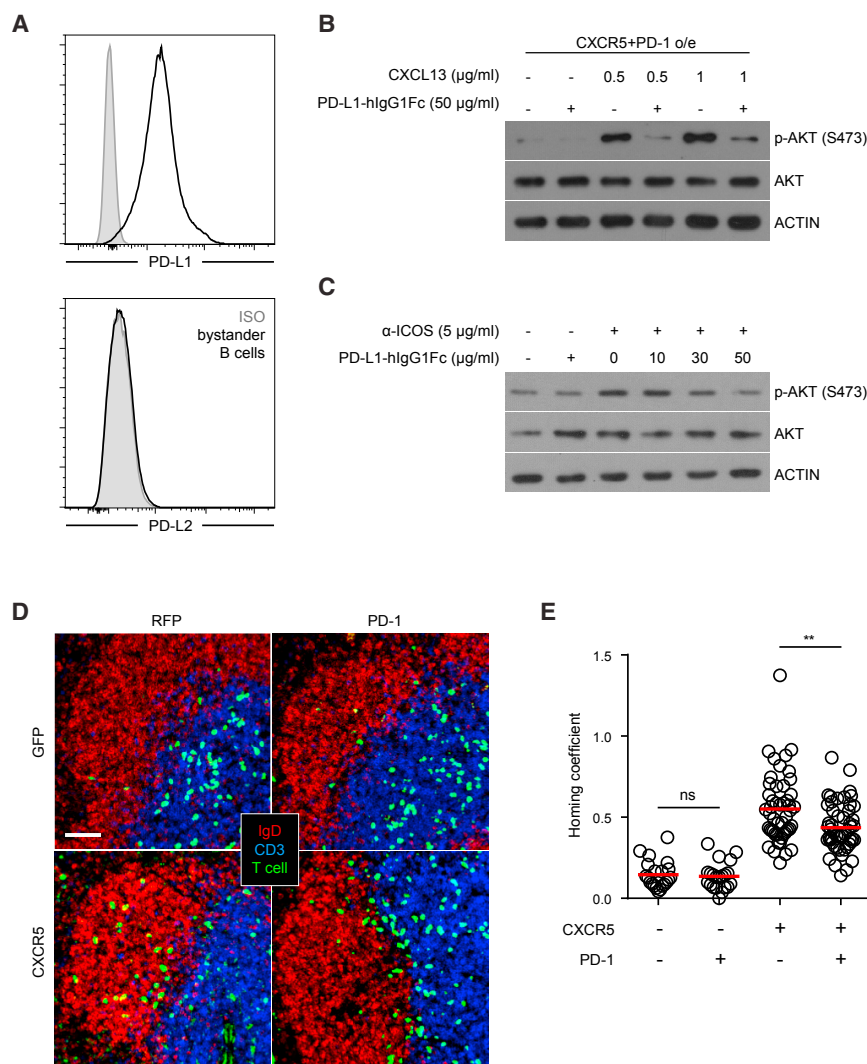 A
PD-L1
ISO
bystander
B cells
PD-L2
B
CXCR5+PD-1 o/e
CXCL13 (µg/ml) - - 0.5 0.5 1 1
PD-L1-hIgG1Fc (50 µg/ml) - + - + - +
p-AKT (S473)
AKT
ACTIN
C
α-ICOS (5 µg/ml) - - + + + +
PD-L1-hIgG1Fc (µg/ml) - + 0 10 30 50
p-AKT (S473)
AKT
ACTIN
D
RFP PD-1
GFP
CXCR5
IgD
CD3
T cell
E
**
ns
Homing coefficient
1.5
1.0
0.5
0.0
CXCR5 - - + +
PD-1 - + - +